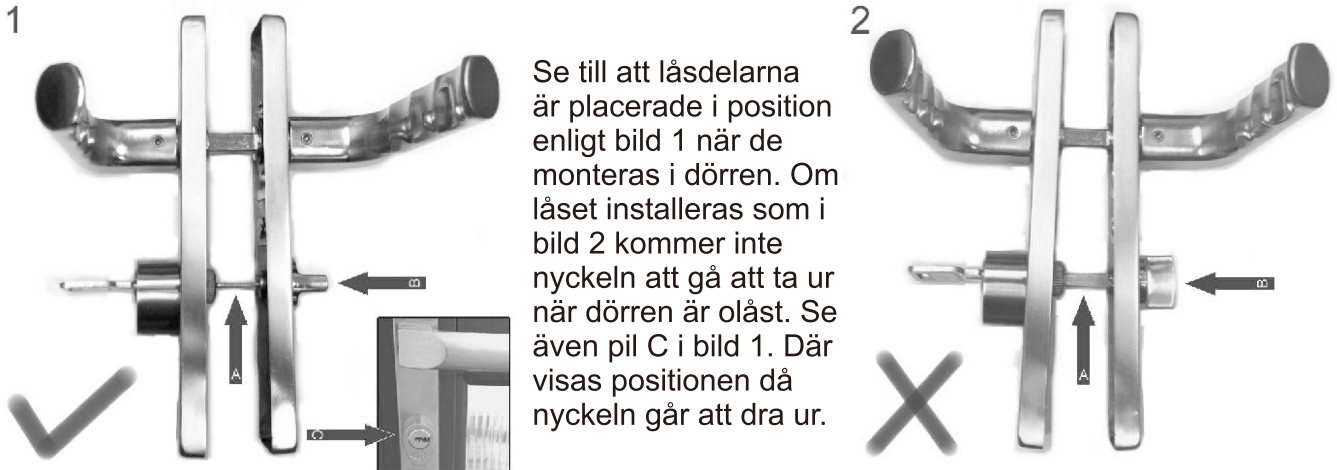 1
Se till att låsdelarna
är placerade i position
enligt bild 1 när de
monteras i dörren. Om
låset installeras som i
bild 2 kommer inte
nyckeln att gå att ta ur
när dörren är olåst. Se
även pil C i bild 1. Där
visas positionen då
nyckeln går att dra ur.
A
B
C
2
A
B